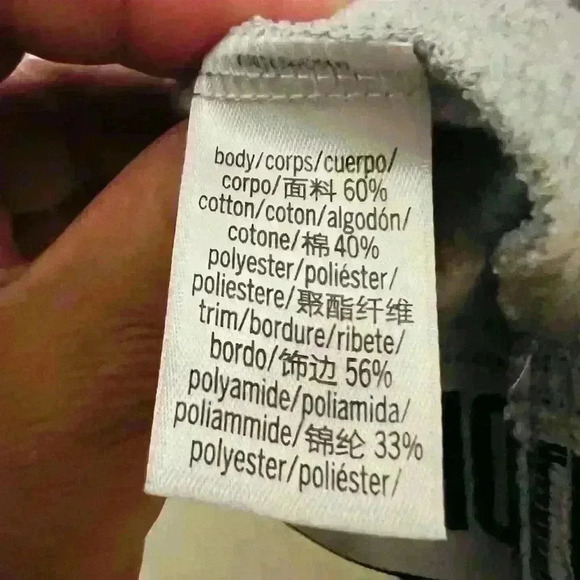 body/corps/cuerpo/
corpo/面料 60%
cotton/coton/algodón/
cotone/棉 40%
polyester/poliéster/
poliestere/聚酯纤维
trim/bordure/ribete/
bordo/饰边 56%
polyamide/poliamida/
poliammide/锦纶 33%
polyester/poliéster/